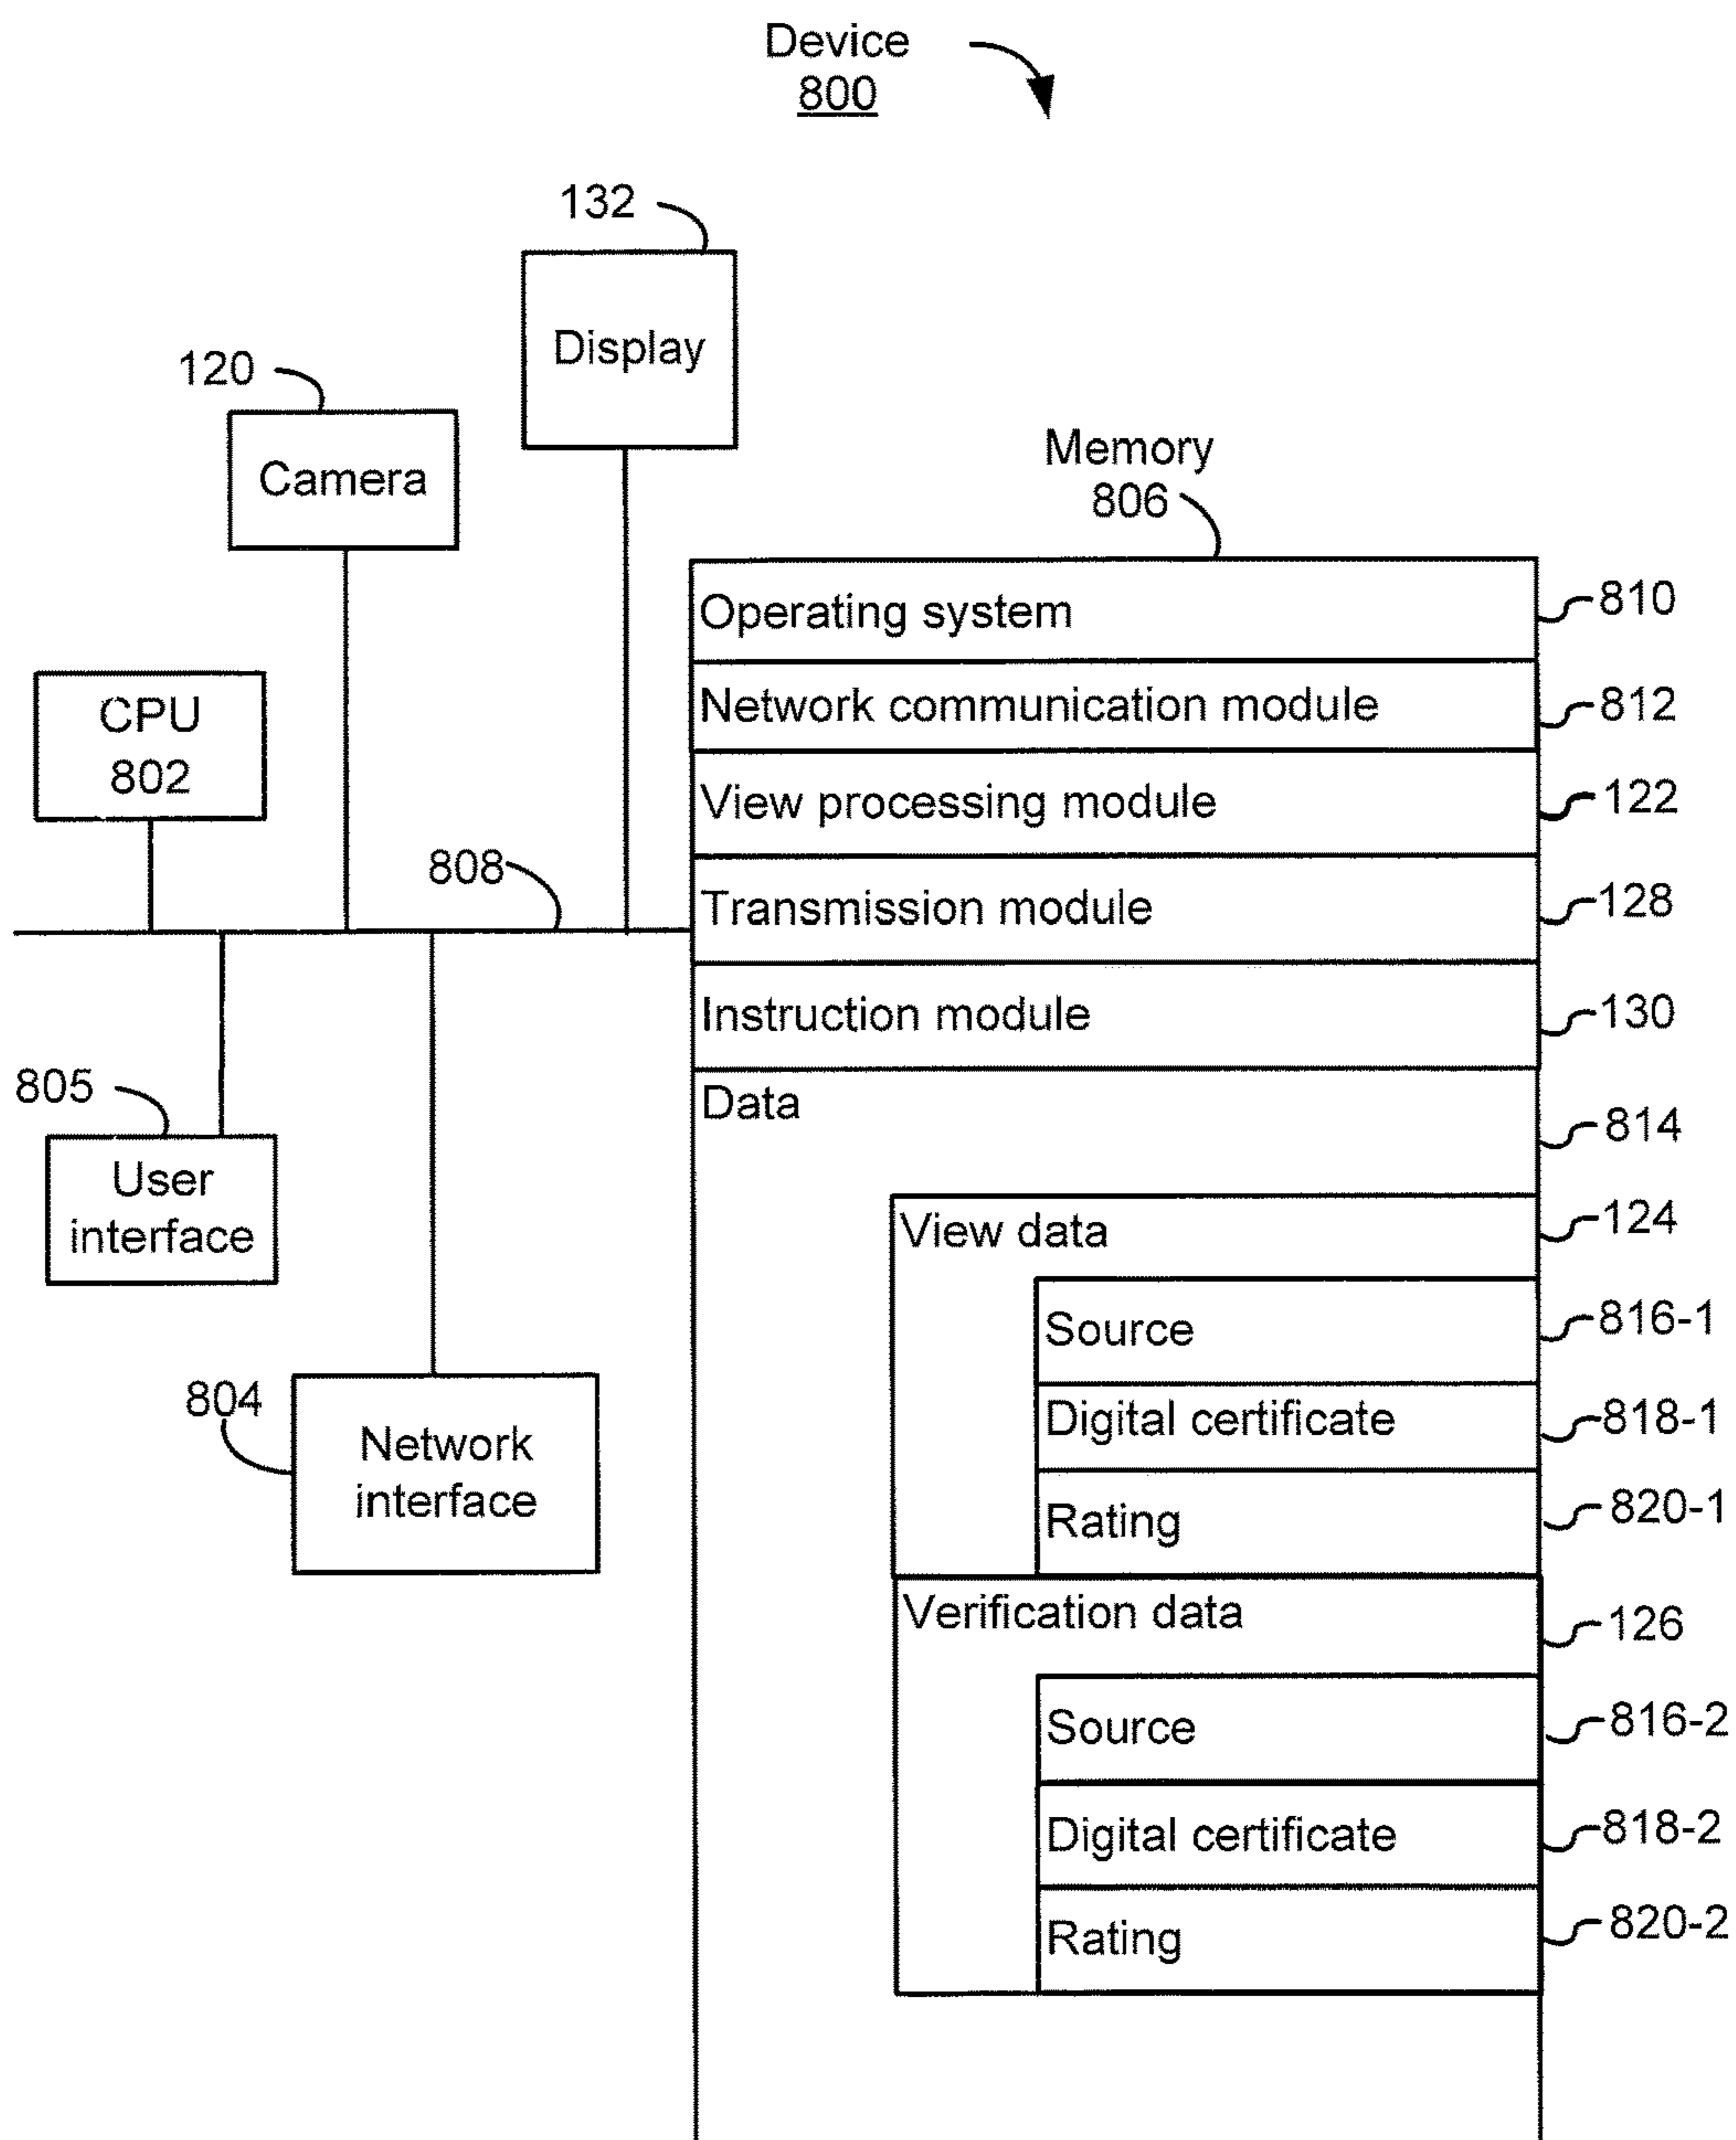 Device
800
132
Display
120
Camera
Memory
806
Operating system
810
Network communication module
812
CPU
802
View processing module
122
808
Transmission module
128
Instruction module
130
805
User
interface
Data
814
View data
124
Source
816-1
804
Network
interface
Digital certificate
818-1
Rating
820-1
Verification data
126
Source
816-2
Digital certificate
818-2
Rating
820-2